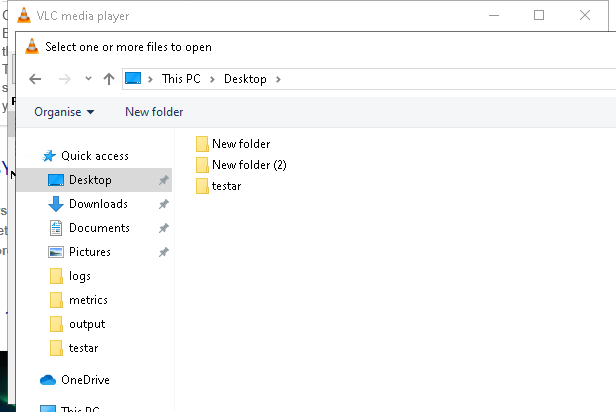 VLC media player
Select one or more files to open
This PC > Desktop >
Organise New folder
Quick access
Desktop
Downloads
Documents
Pictures
logs
metrics
output
testar
OneDrive
This PC
New folder
New folder (2)
testar